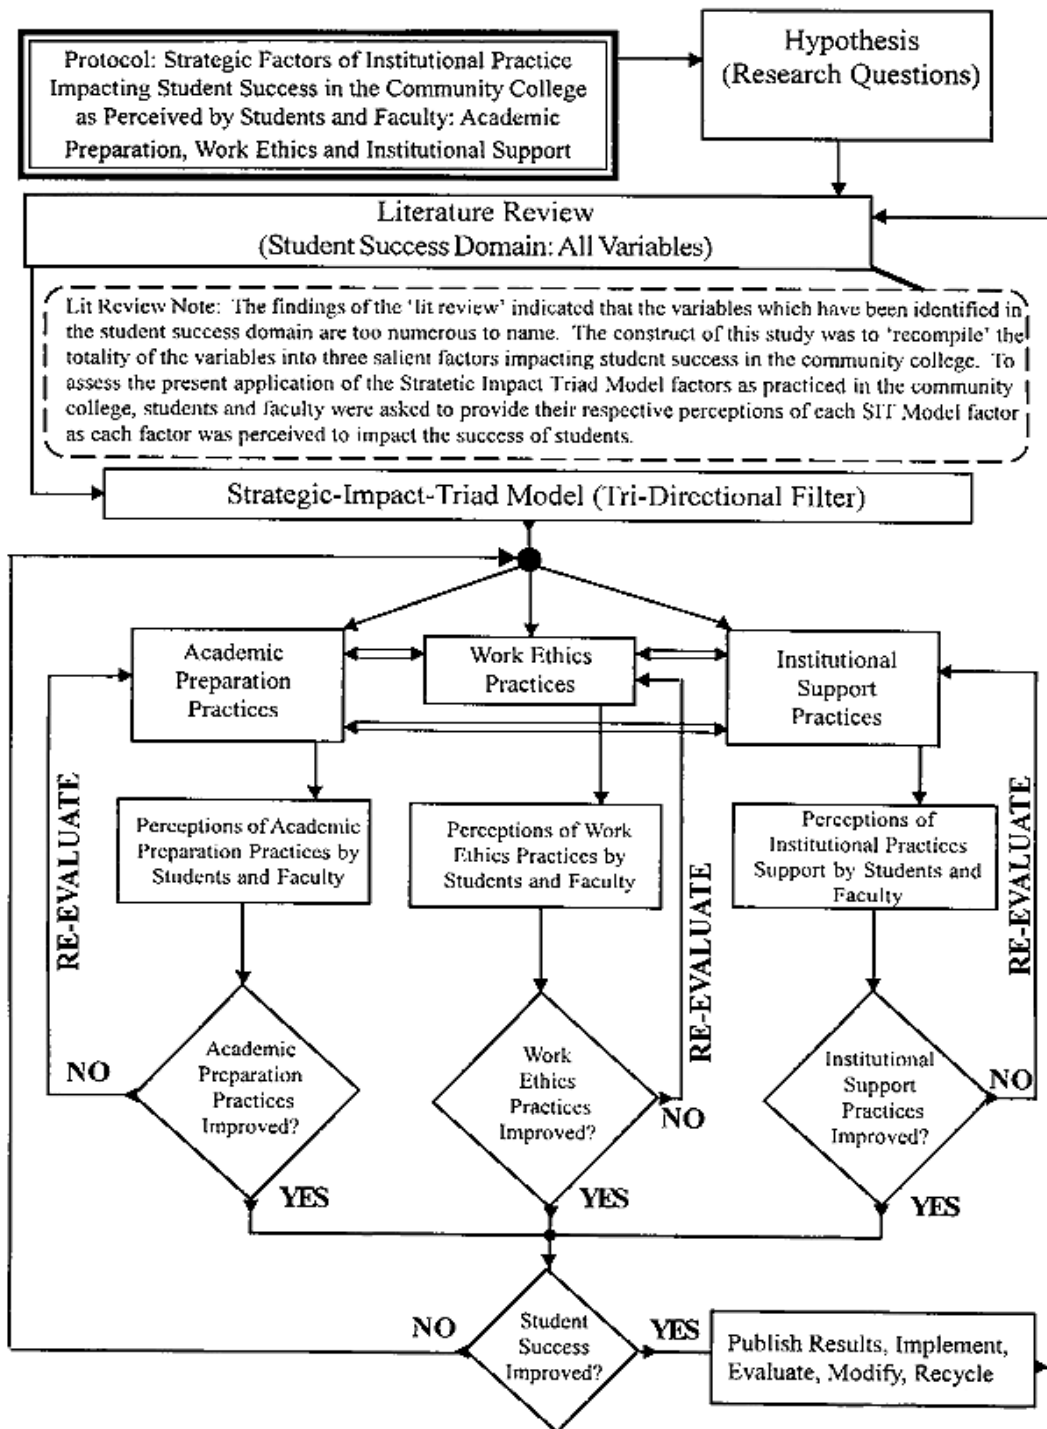 Protocol: Strategic Factors of Institutional Practice
Impacting Student Success in the Community College
as Perceived by Students and Faculty: Academic
Preparation, Work Ethics and Institutional Support
Hypothesis
(Research Questions)
Literature Review
(Student Success Domain: All Variables)
Lit Review Note: The findings of the 'lit review' indicated that the variables which have been identified in
the student success domain are too numerous to name. The construct of this study was to 'recompile' the
totality of the variables into three salient factors impacting student success in the community college. To
assess the present application of the Stratetic Impact Triad Model factors as practiced in the community
college, students and faculty were asked to provide their respective perceptions of each SIT Model factor
as each factor was perceived to impact the success of students.
Strategic-Impact-Triad Model (Tri-Directional Filter)
Academic
Preparation
Practices
Work Ethics
Practices
Institutional
Support
Practices
RE-EVALUATE
Perceptions of Academic
Preparation Practices by
Students and Faculty
Perceptions of Work
Ethics Practices by
Students and Faculty
RE-EVALUATE
Perceptions of
Institutional Practices
Support by Students and
Faculty
RE-EVALUATE
NO
Academic
Preparation
Practices
Improved?
Work
Ethics
Practices
Improved?
NO
Institutional
Support
Practices
Improved?
NO
YES
YES
YES
NO
Student
Success
Improved?
YES
Publish Results, Implement,
Evaluate, Modify, Recycle